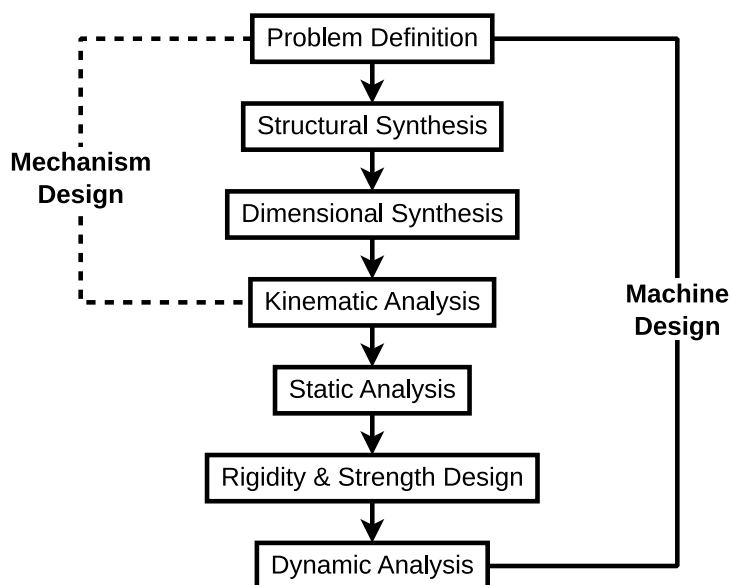 Problem Definition
Structural Synthesis
Mechanism
Design
Dimensional Synthesis
Kinematic Analysis
Machine
Design
Static Analysis
Rigidity & Strength Design
Dynamic Analysis